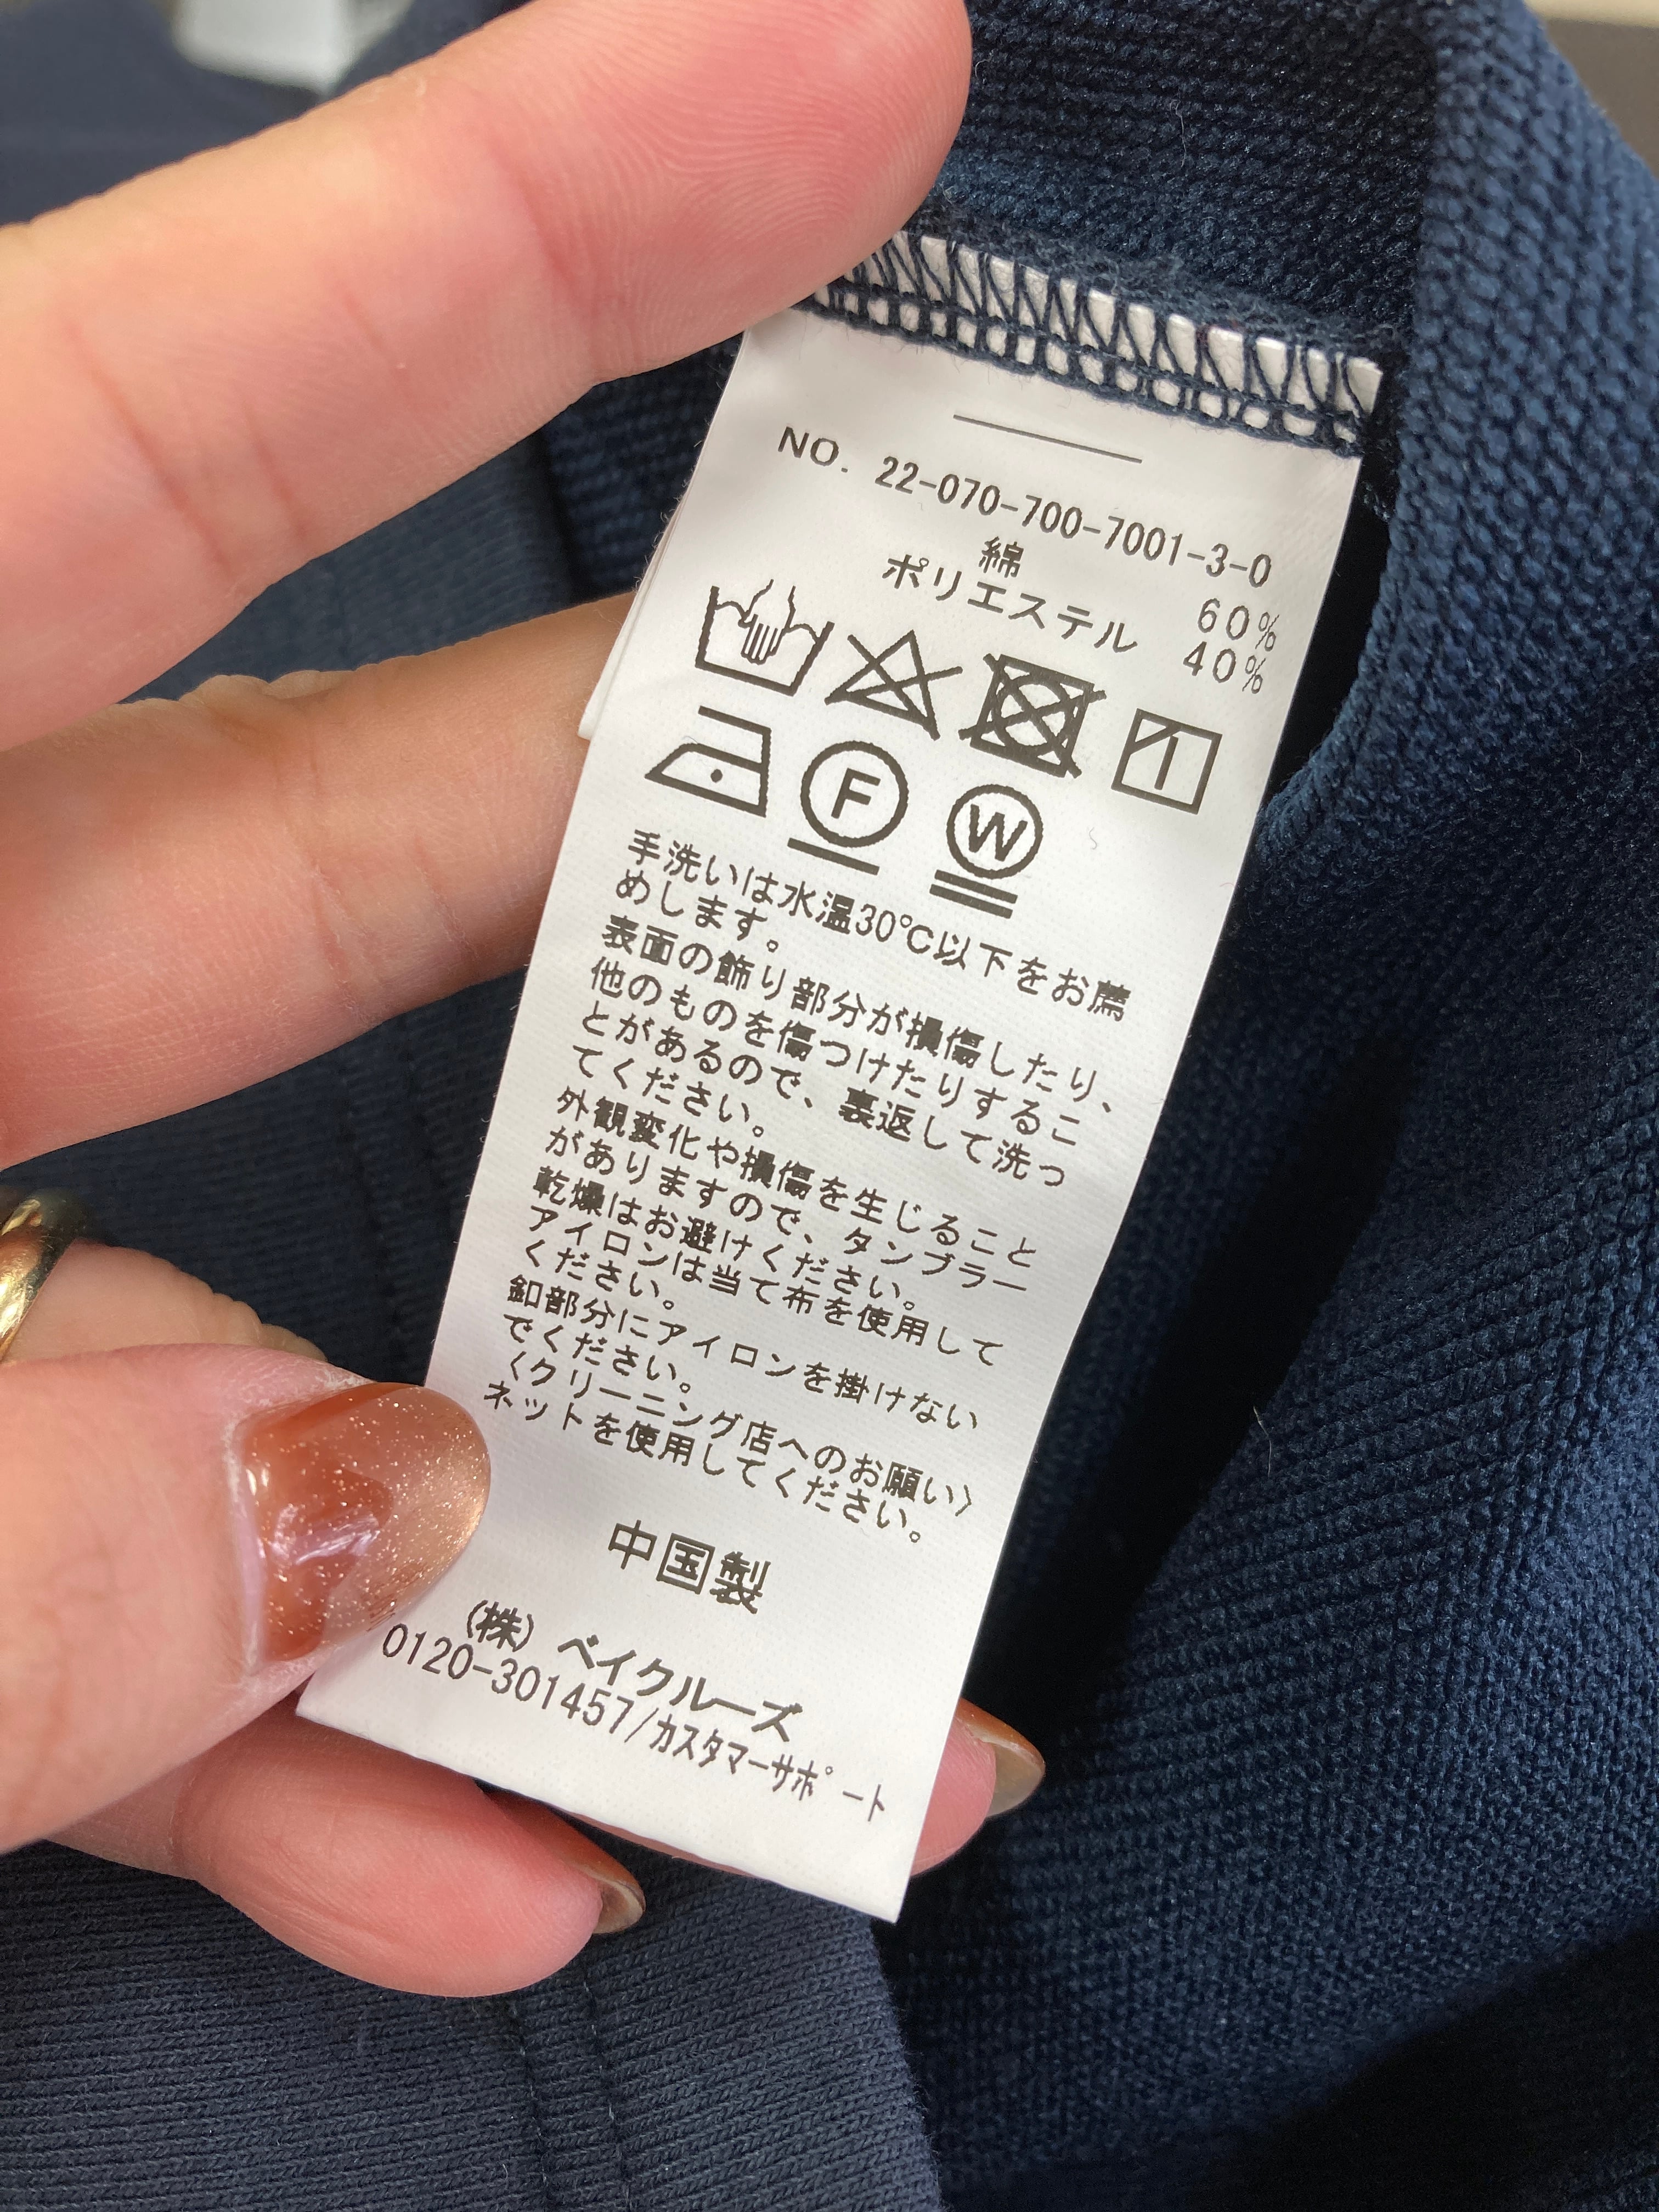 NO. 22-070-700-7001-3-0
綿 60%
ポリエステル 40%
F W
手洗いは水温30℃以下をお薦
めします。
表面の飾り部分が損傷したり、
他のものを傷つけたりするこ
とがあるので、裏返して洗っ
てください。
外観変化や損傷を生じること
がありますので、タンブラー
乾燥はお避けください。
アイロンは当て布を使用して
ください。
釦部分にアイロンを掛けない
でください。
〈クリーニング店へのお願い〉
ネットを使用してください。
中国製
(株) ベイクルーズ
0120-301457/カスタマーサポート